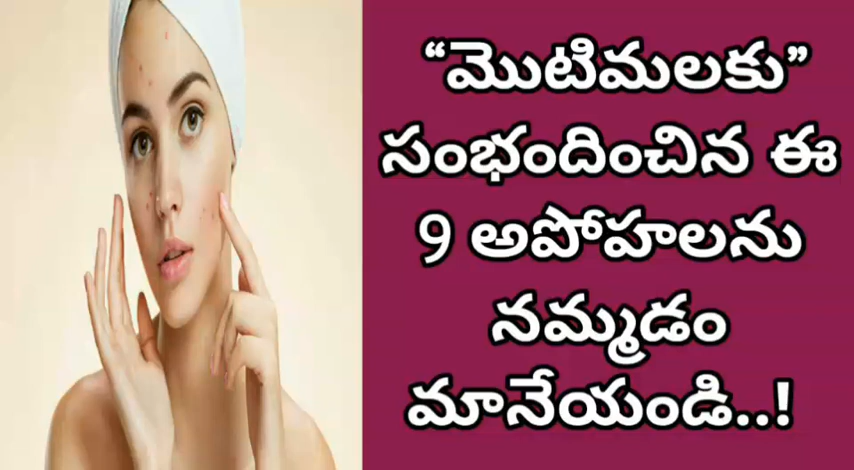 “మొటిమలకు”
సంభందించిన ఈ
9 అపోహలను
నమ్మడం
మానేయండి..!